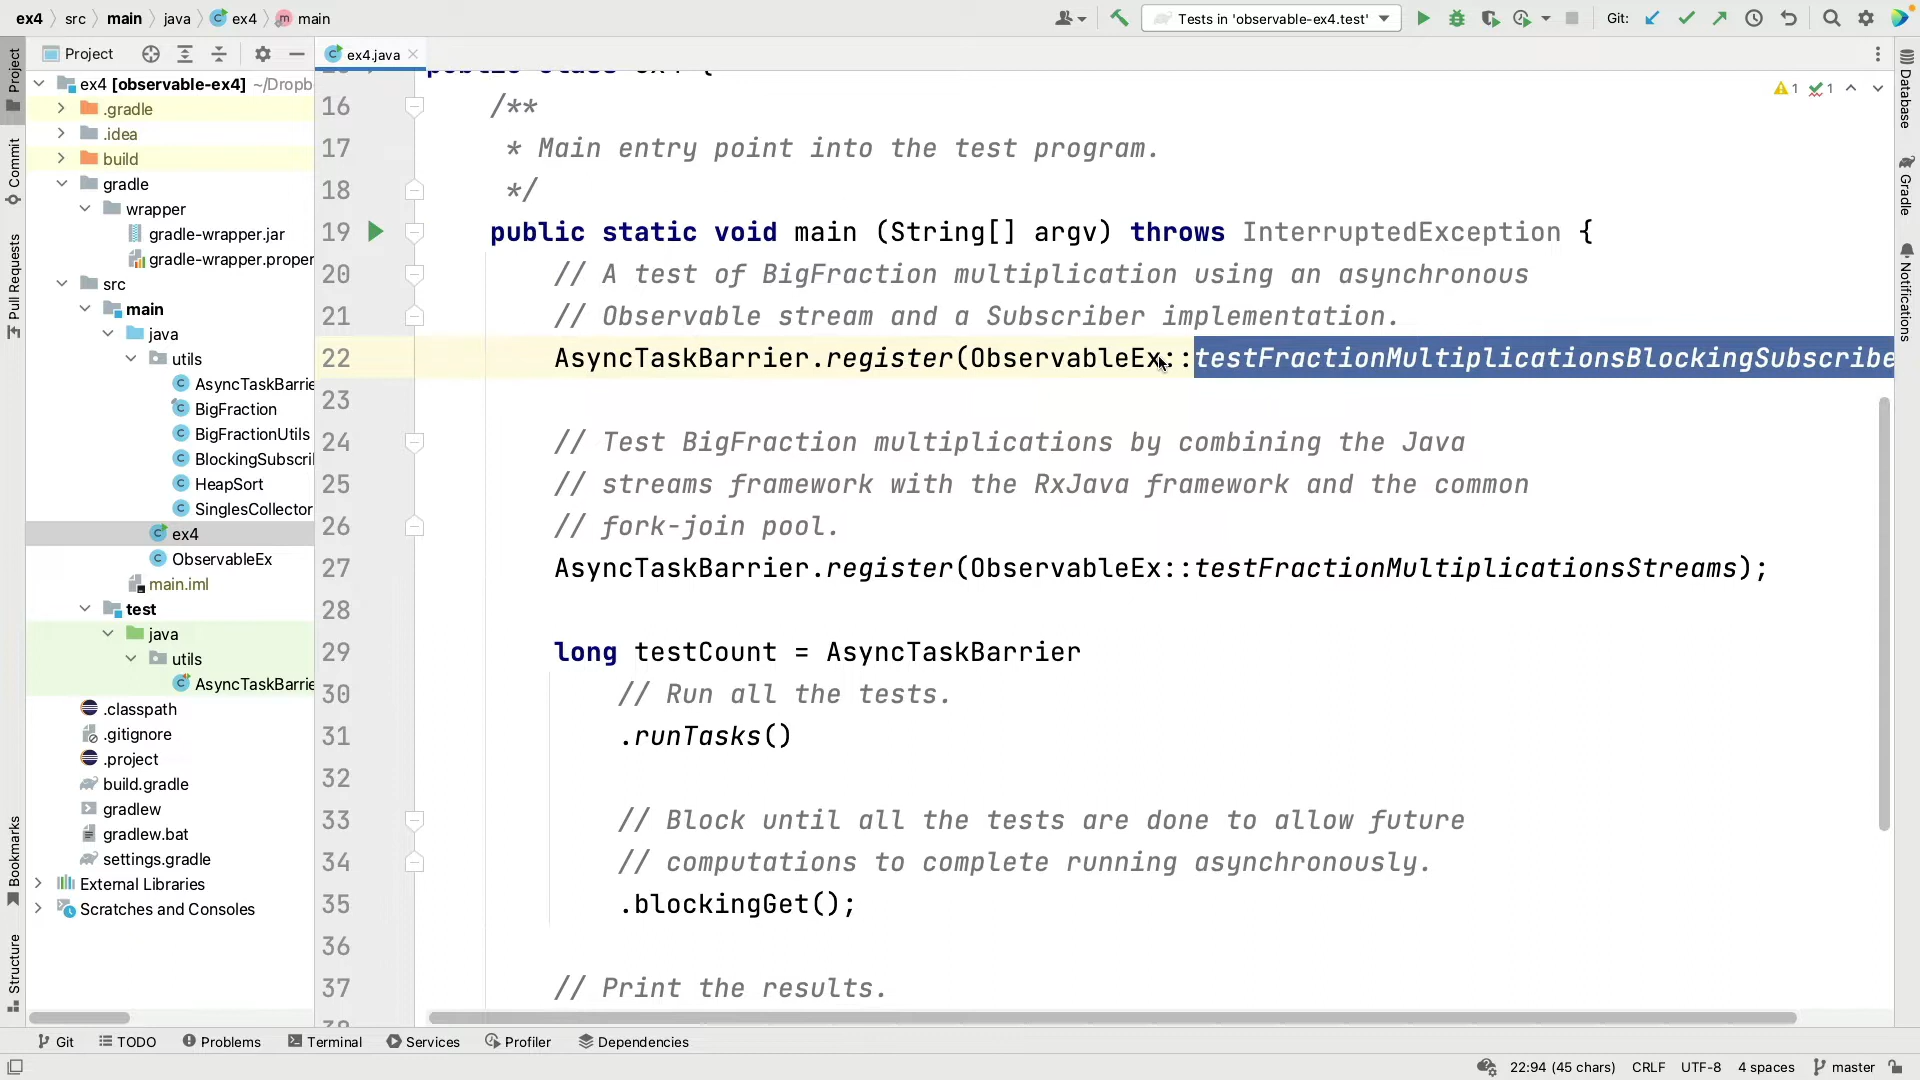 ex4 src main java ex4 main
Tests in 'observable-ex4.test'
Git:
Project
ex4.java
ex4 [observable-ex4] ~/Dropb
.gradle
.idea
build
gradle
wrapper
gradle-wrapper.jar
gradle-wrapper.proper
src
main
java
utils
AsyncTaskBarrie
BigFraction
BigFractionUtils
BlockingSubscri
HeapSort
SinglesCollector
ex4
ObservableEx
main.iml
test
java
utils
AsyncTaskBarrie
.classpath
.gitignore
.project
build.gradle
gradlew
gradlew.bat
settings.gradle
External Libraries
Scratches and Consoles
Project
Commit
Pull Requests
Bookmarks
Structure
1 1
16 /**
17 * Main entry point into the test program.
18 */
19 public static void main (String[] argv) throws InterruptedException {
20 // A test of BigFraction multiplication using an asynchronous
21 // Observable stream and a Subscriber implementation.
22 AsyncTaskBarrier.register(ObservableEx::testFractionMultiplicationsBlockingSubscribe
23
24 // Test BigFraction multiplications by combining the Java
25 // streams framework with the RxJava framework and the common
26 // fork-join pool.
27 AsyncTaskBarrier.register(ObservableEx::testFractionMultiplicationsStreams);
28
29 long testCount = AsyncTaskBarrier
30 // Run all the tests.
31 .runTasks()
32
33 // Block until all the tests are done to allow future
34 // computations to complete running asynchronously.
35 .blockingGet();
36
37 // Print the results.
Database
Gradle
Notifications
Git TODO Problems Terminal Services Profiler Dependencies
22:94 (45 chars) CRLF UTF-8 4 spaces master